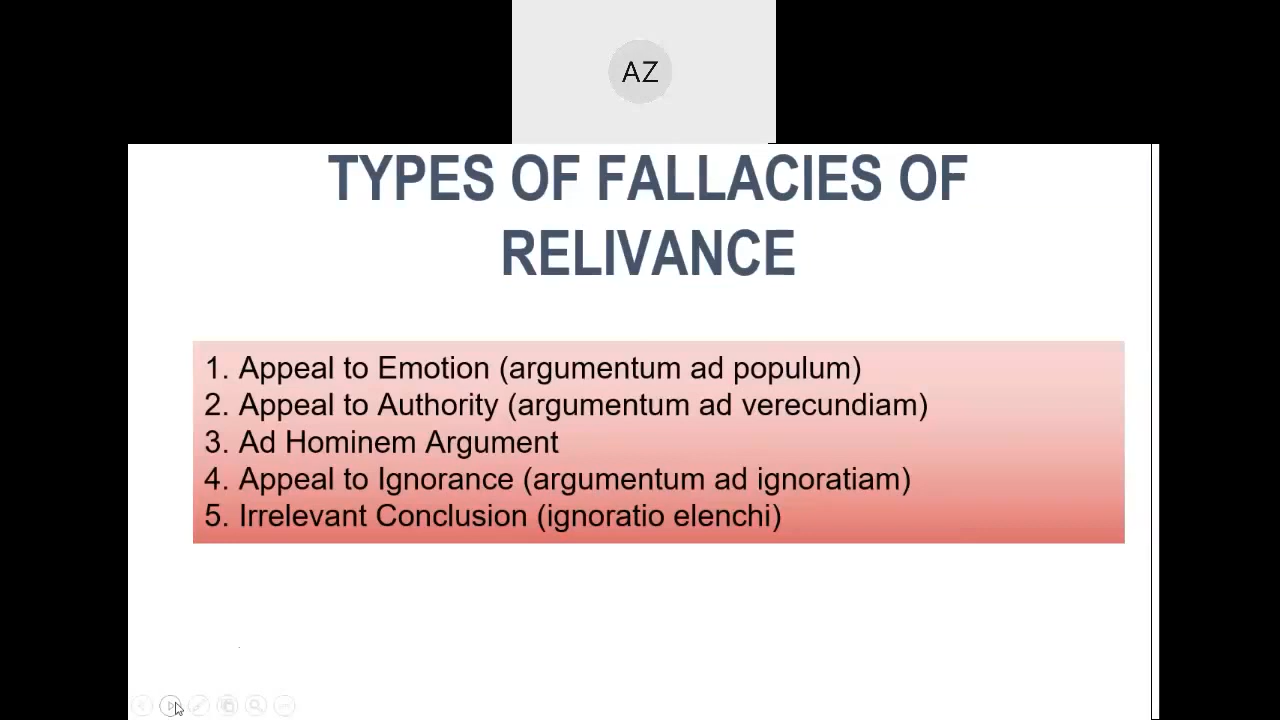 AZ
TYPES OF FALLACIES OF
RELIVANCE
1. Appeal to Emotion (argumentum ad populum)
2. Appeal to Authority (argumentum ad verecundiam)
3. Ad Hominem Argument
4. Appeal to Ignorance (argumentum ad ignoratiam)
5. Irrelevant Conclusion (ignoratio elenchi)